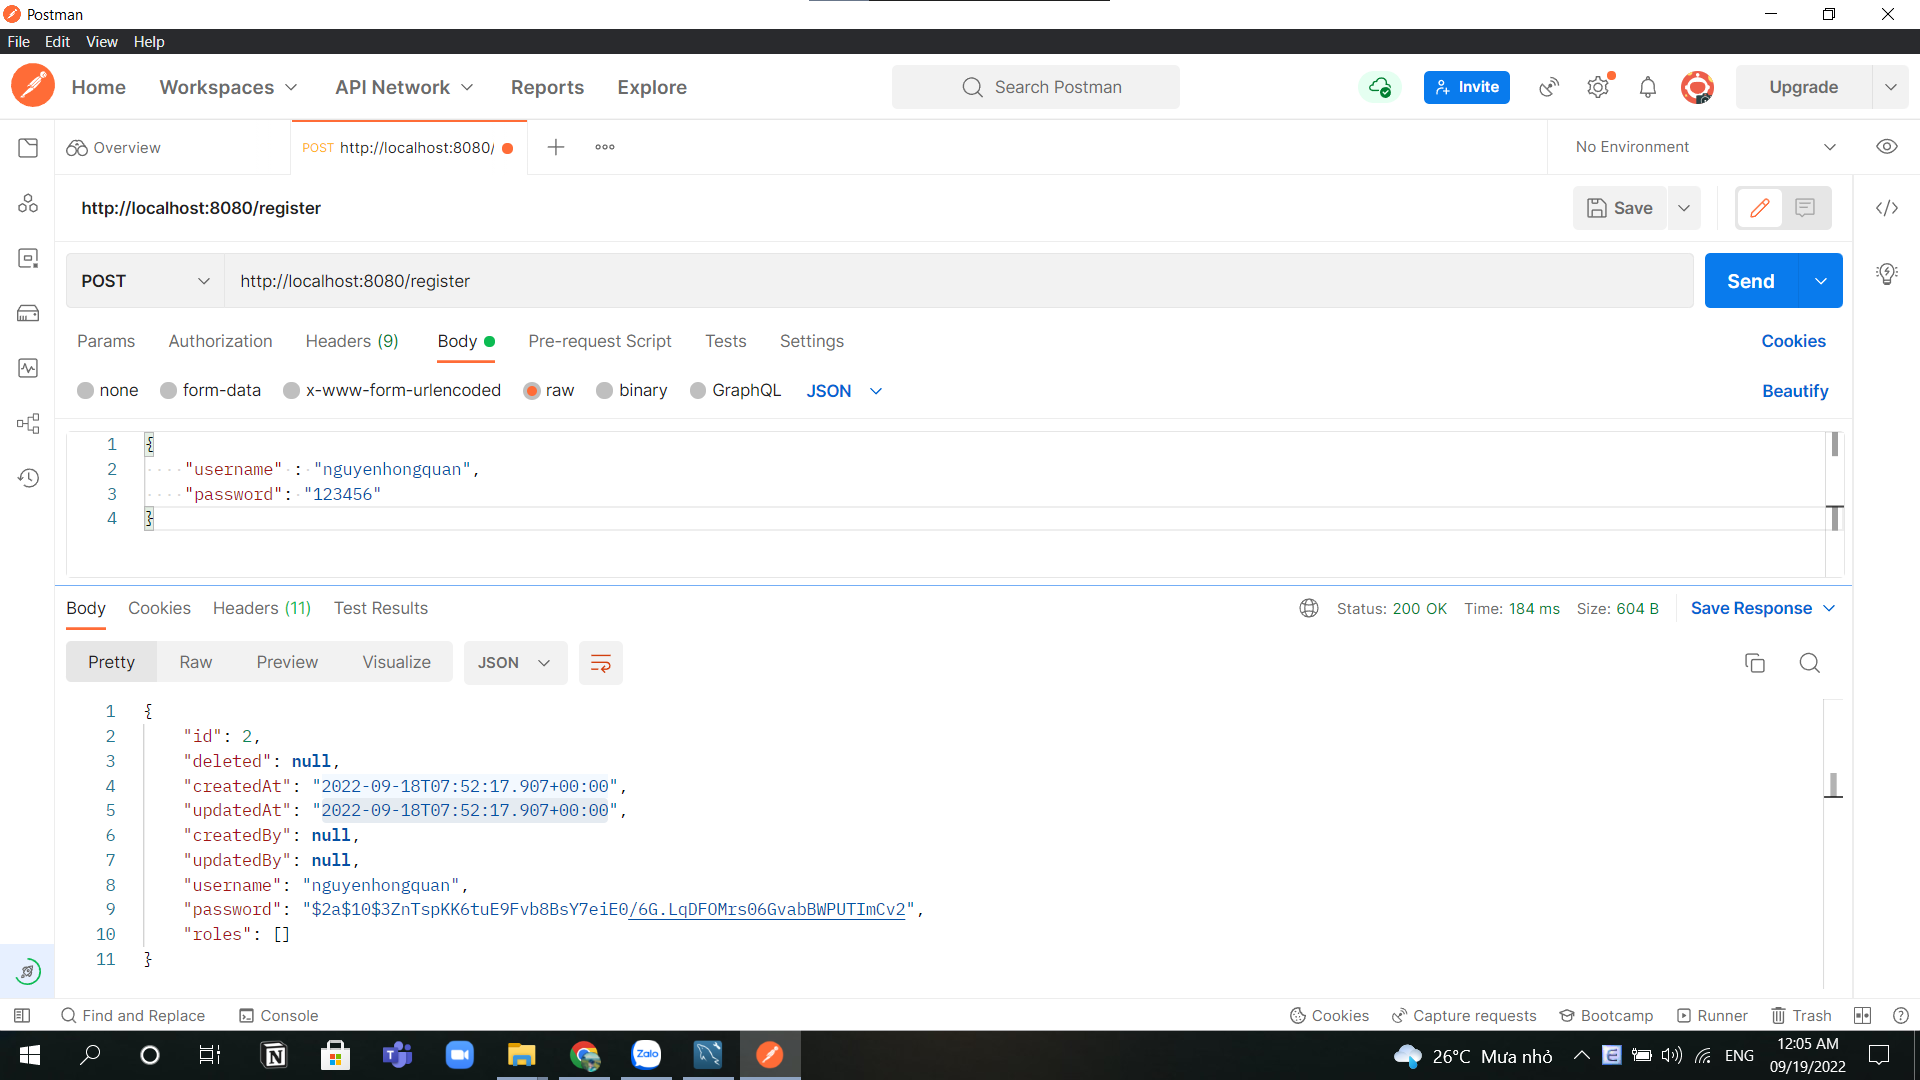 Postman
File Edit View Help
Home Workspaces API Network Reports Explore Search Postman Invite Upgrade
Overview POST http://localhost:8080/ No Environment
http://localhost:8080/register Save
POST http://localhost:8080/register Send
Params Authorization Headers (9) Body Pre-request Script Tests Settings Cookies
none form-data x-www-form-urlencoded raw binary GraphQL JSON Beautify
1 {
2 "username" : "nguyenhongquan",
3 "password": "123456"
4 }
Body Cookies Headers (11) Test Results Status: 200 OK Time: 184 ms Size: 604 B Save Response
Pretty Raw Preview Visualize JSON
1 {
2 "id": 2,
3 "deleted": null,
4 "createdAt": "2022-09-18T07:52:17.907+00:00",
5 "updatedAt": "2022-09-18T07:52:17.907+00:00",
6 "createdBy": null,
7 "updatedBy": null,
8 "username": "nguyenhongquan",
9 "password": "$2a$10$3ZnTspKK6tuE9Fvb8BsY7eiE0/6G.LqDFOMrs06GvabBWPUTImCv2",
10 "roles": []
11 }
Find and Replace Console Cookies Capture requests Bootcamp Runner Trash
Zalo 26°C Mưa nhỏ ENG 12:05 AM
09/19/2022